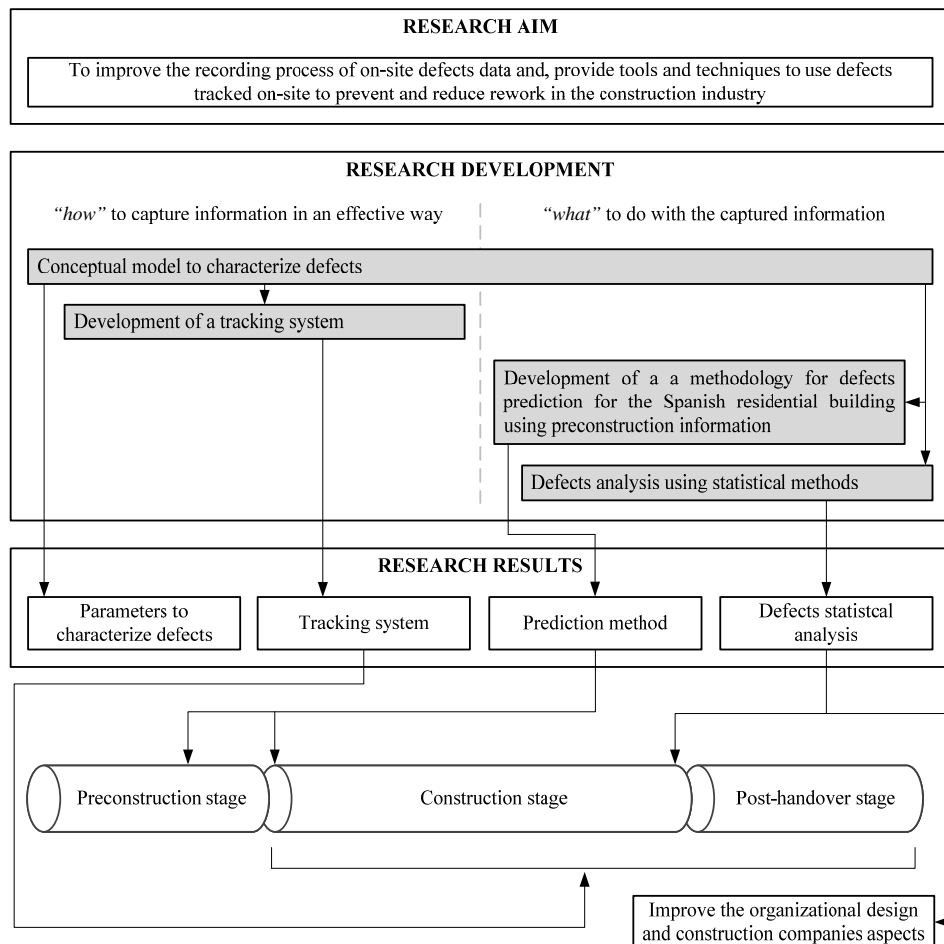 RESEARCH AIM
To improve the recording process of on-site defects data and, provide tools and techniques to use defects
tracked on-site to prevent and reduce rework in the construction industry
RESEARCH DEVELOPMENT
“how” to capture information in an effective way
“what” to do with the captured information
Conceptual model to characterize defects
Development of a tracking system
Development of a a methodology for defects
prediction for the Spanish residential building
using preconstruction information
Defects analysis using statistical methods
RESEARCH RESULTS
Parameters to
characterize defects
Tracking system
Prediction method
Defects statistcal
analysis
Preconstruction stage
Construction stage
Post-handover stage
Improve the organizational design
and construction companies aspects